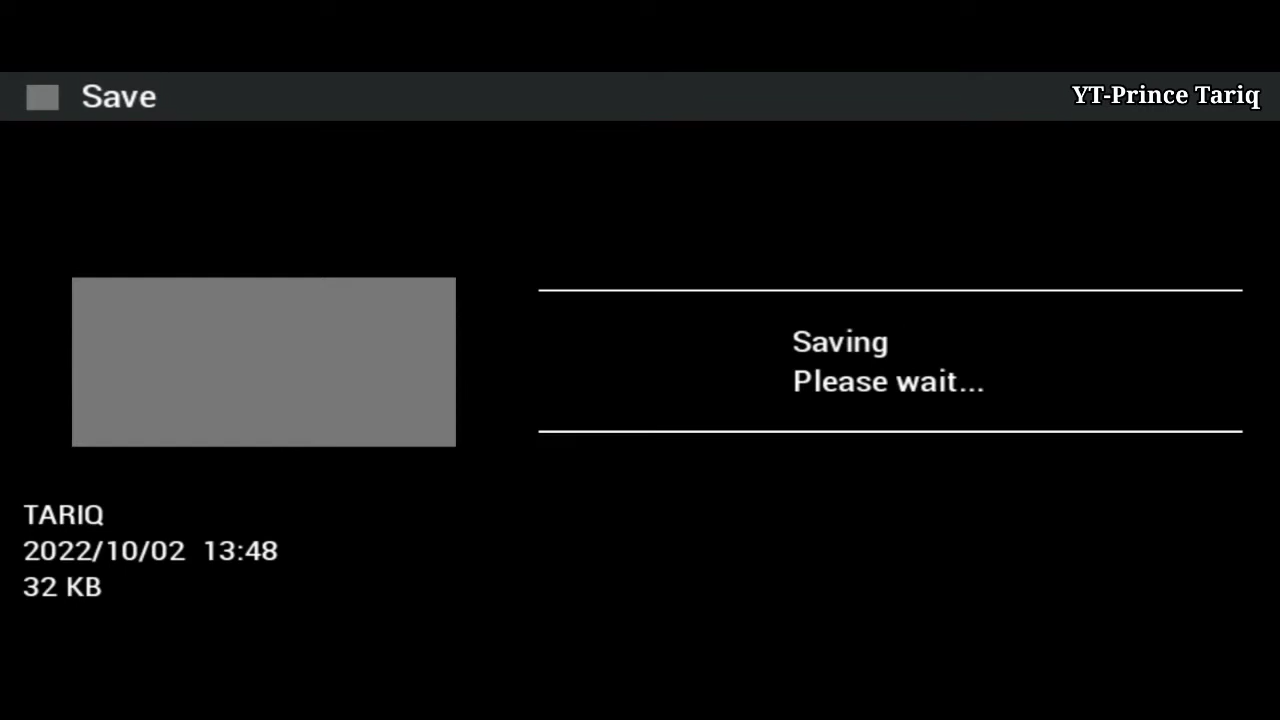 Save
YT-Prince Tariq
Saving
Please wait...
TARIQ
2022/10/02 13:48
32 KB